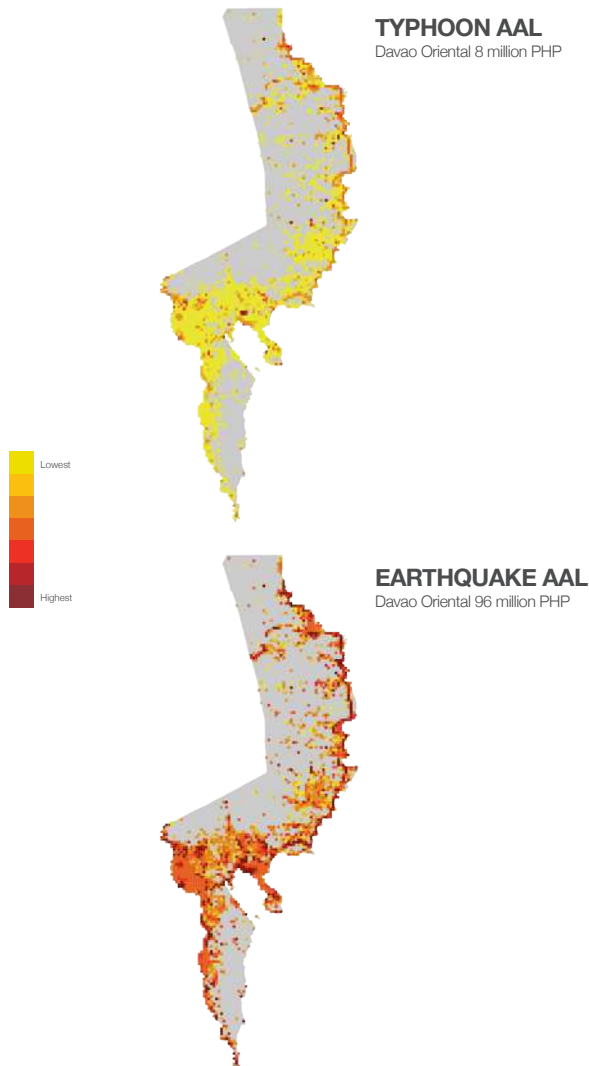 TYPHOON AAL
Davao Oriental 8 million PHP
Lowest
Highest
EARTHQUAKE AAL
Davao Oriental 96 million PHP